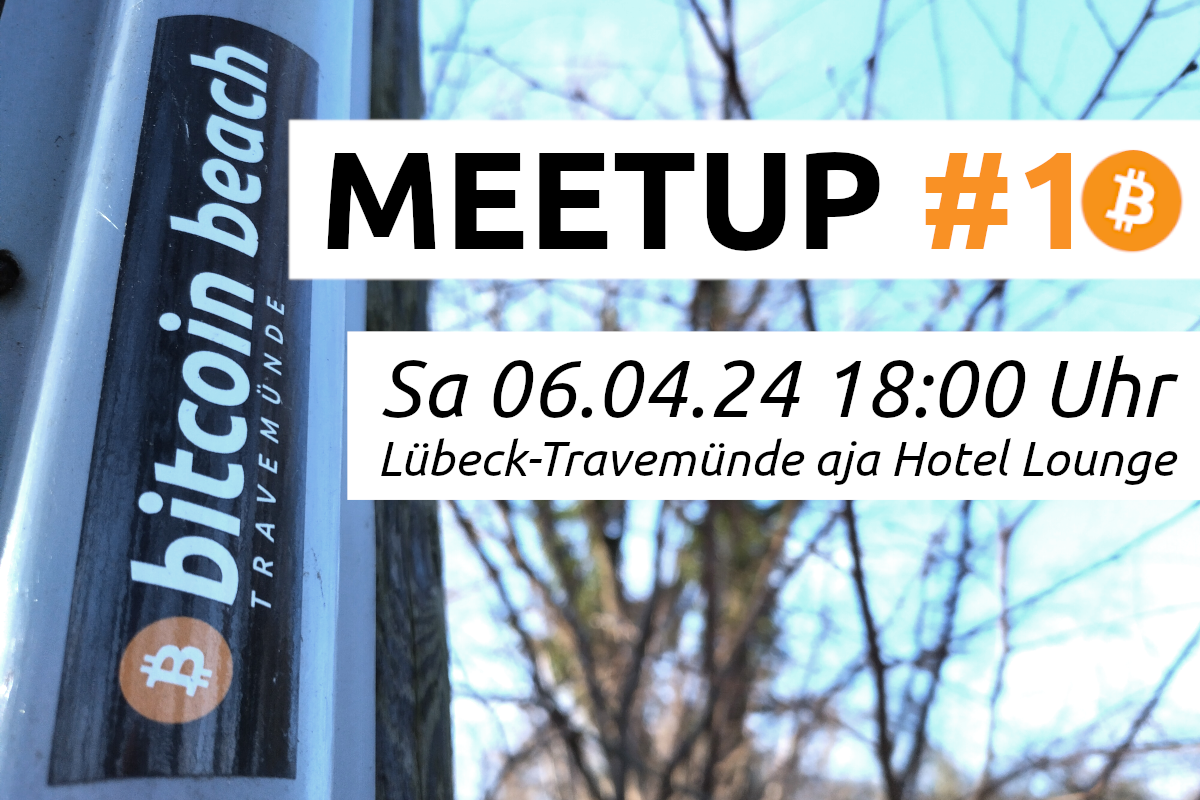 bitcoin beach
TRAVEMÜNDE
MEETUP #1₿
Sa 06.04.24 18:00 Uhr
Lübeck-Travemünde aja Hotel Lounge